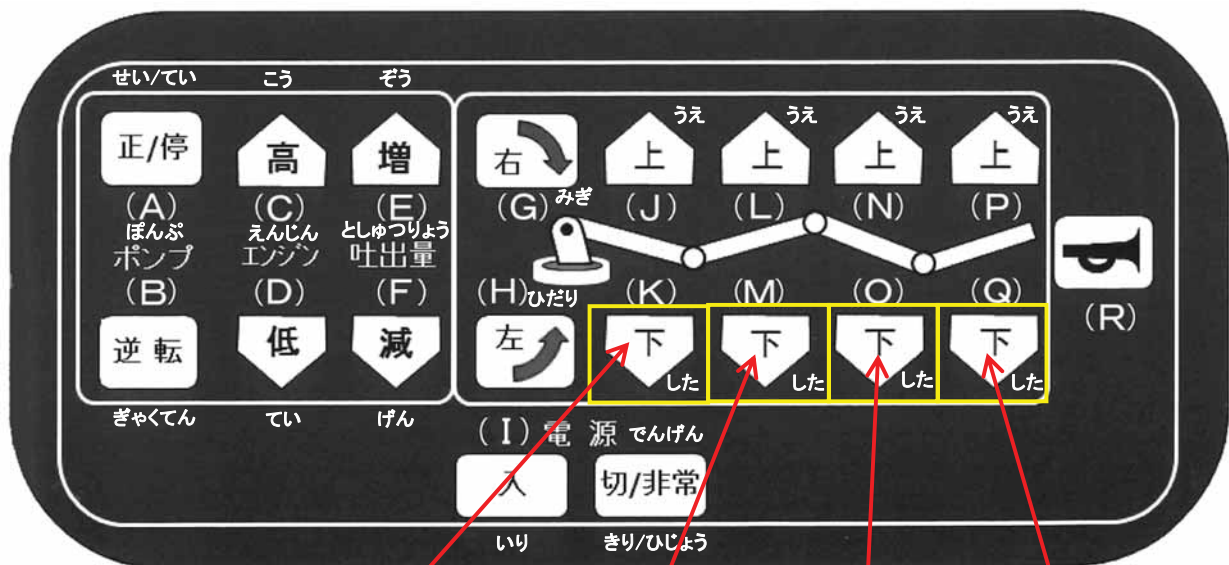 せい/てい こう ぞう
正/停 高 増
右 上 うえ 上 うえ 上 うえ 上 うえ
(A) (C) (E) (G) みぎ (J) (L) (N) (P)
ぽんぷ えんじん としゅつりょう
ポンプ エンジン 吐出量
(B) (D) (F) (H) ひだり (K) (M) (O) (Q) (R)
逆転 低 減
左 下 した 下 した 下 した 下 した
ぎゃくてん てい げん
(I) 電源 でんげん
入 切/非常
いり きり/ひじょう